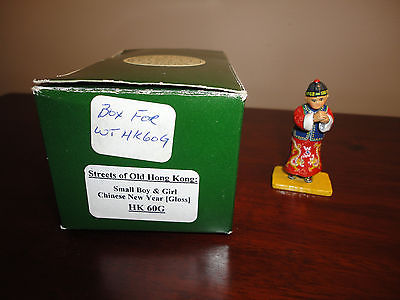 BOX FOR
WT HK60G
Streets of Old Hong Kong:
Small Boy & Girl
Chinese New Year [Gloss]
HK 60G